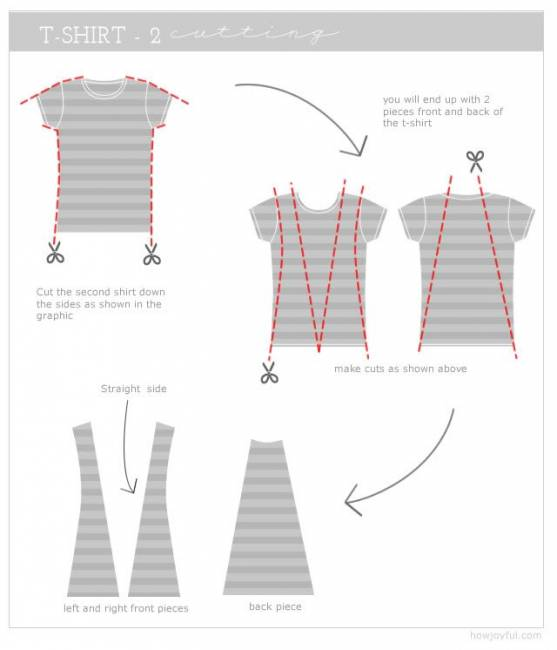 T-SHIRT - 2 cutting
you will end up with 2
pieces front and back of
the t-shirt
Cut the second shirt down
the sides as shown in the
graphic
make cuts as shown above
Straight side
left and right front pieces
back piece
howjoyful.com